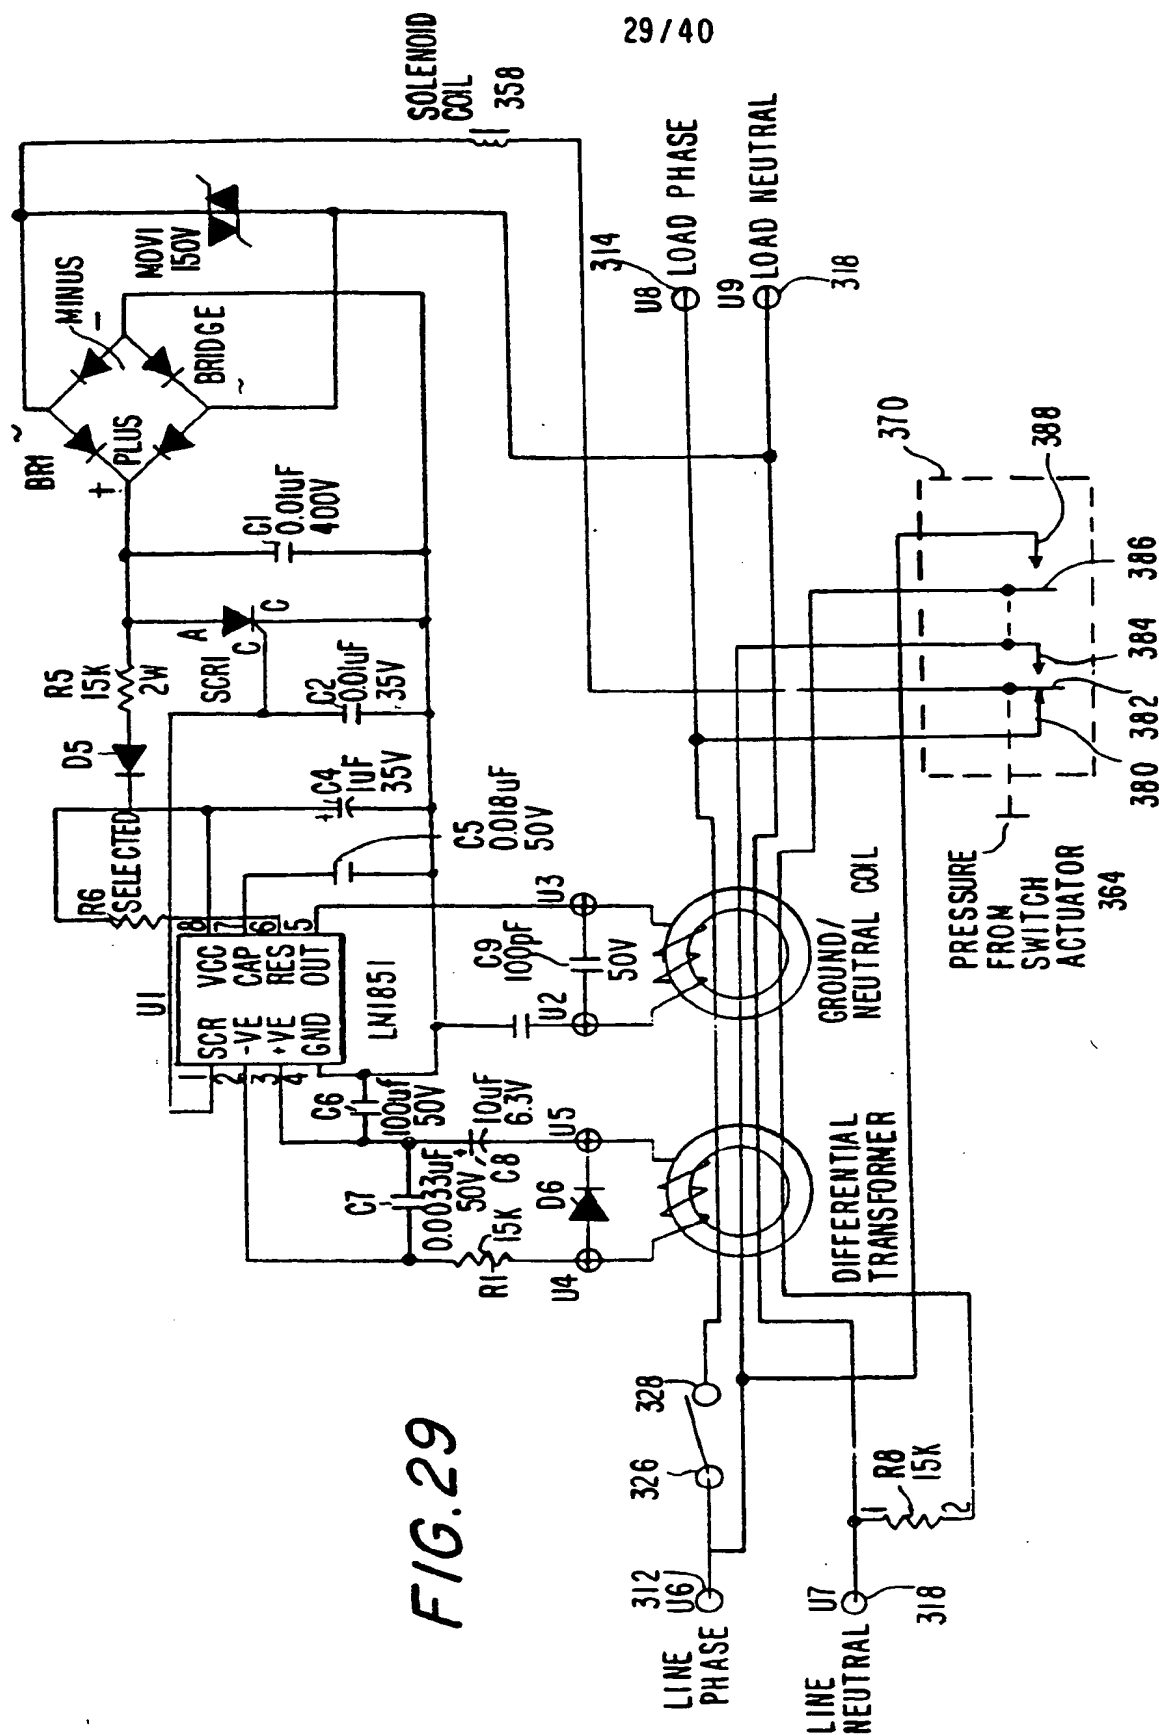 29/40
FIG.29
SOLENOID
COIL
358
MOV1
150V
MINUS
-
BRIDGE
~
PLUS
BR1
~
+
C1
0.01uF
400V
R5
15K
2W
A
C
C
SCR1
C2
0.01uF
35V
D5
C4
1uF
35V
+
C5
0.018uF
50V
R6
SELECTED
U1
SCR
-VE
+VE
GND
VCC
CAP
RES
OUT
1
2
3
4
8
7
6
5
LN1851
C6
100uf
50V
C7
0.0033uF
50V
C8
10uF
6.3V
+
R1
15K
D6
U4
U5
U2
U3
C9
100pF
50V
314
U8
LOAD PHASE
U9
LOAD NEUTRAL
318
370
388
386
384
382
380
PRESSURE
FROM
SWITCH
ACTUATOR
364
GROUND/
NEUTRAL COIL
DIFFERENTIAL
TRANSFORMER
328
326
312
U6
LINE
PHASE
R8
15K
1
2
U7
318
LINE
NEUTRAL